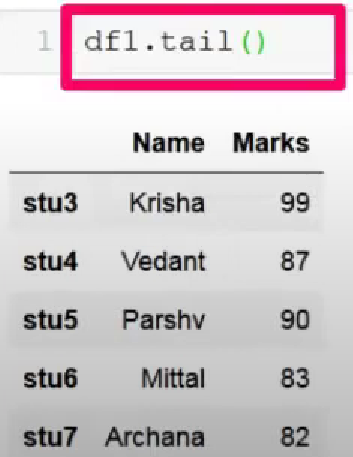 1 df1.tail()
Name Marks
stu3 Krisha 99
stu4 Vedant 87
stu5 Parshv 90
stu6 Mittal 83
stu7 Archana 82